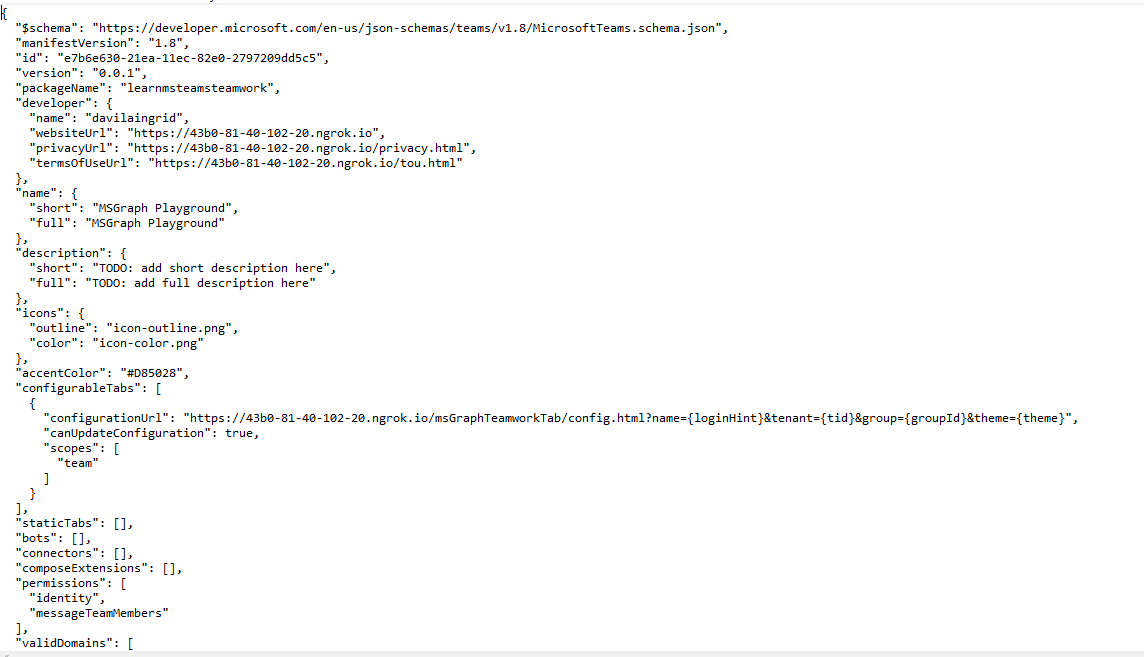 {
"$schema": "https://developer.microsoft.com/en-us/json-schemas/teams/v1.8/MicrosoftTeams.schema.json",
"manifestVersion": "1.8",
"id": "e7b6e630-21ea-11ec-82e0-2797209dd5c5",
"version": "0.0.1",
"packageName": "learnmsteamsteamwork",
"developer": {
"name": "davilaingrid",
"websiteUrl": "https://43b0-81-40-102-20.ngrok.io",
"privacyUrl": "https://43b0-81-40-102-20.ngrok.io/privacy.html",
"termsOfUseUrl": "https://43b0-81-40-102-20.ngrok.io/tou.html"
},
"name": {
"short": "MSGraph Playground",
"full": "MSGraph Playground"
},
"description": {
"short": "TODO: add short description here",
"full": "TODO: add full description here"
},
"icons": {
"outline": "icon-outline.png",
"color": "icon-color.png"
},
"accentColor": "#D85028",
"configurableTabs": [
{
"configurationUrl": "https://43b0-81-40-102-20.ngrok.io/msGraphTeamworkTab/config.html?name={loginHint}&tenant={tid}&group={groupId}&theme={theme}",
"canUpdateConfiguration": true,
"scopes": [
"team"
]
}
],
"staticTabs": [],
"bots": [],
"connectors": [],
"composeExtensions": [],
"permissions": [
"identity",
"messageTeamMembers"
],
"validDomains": [